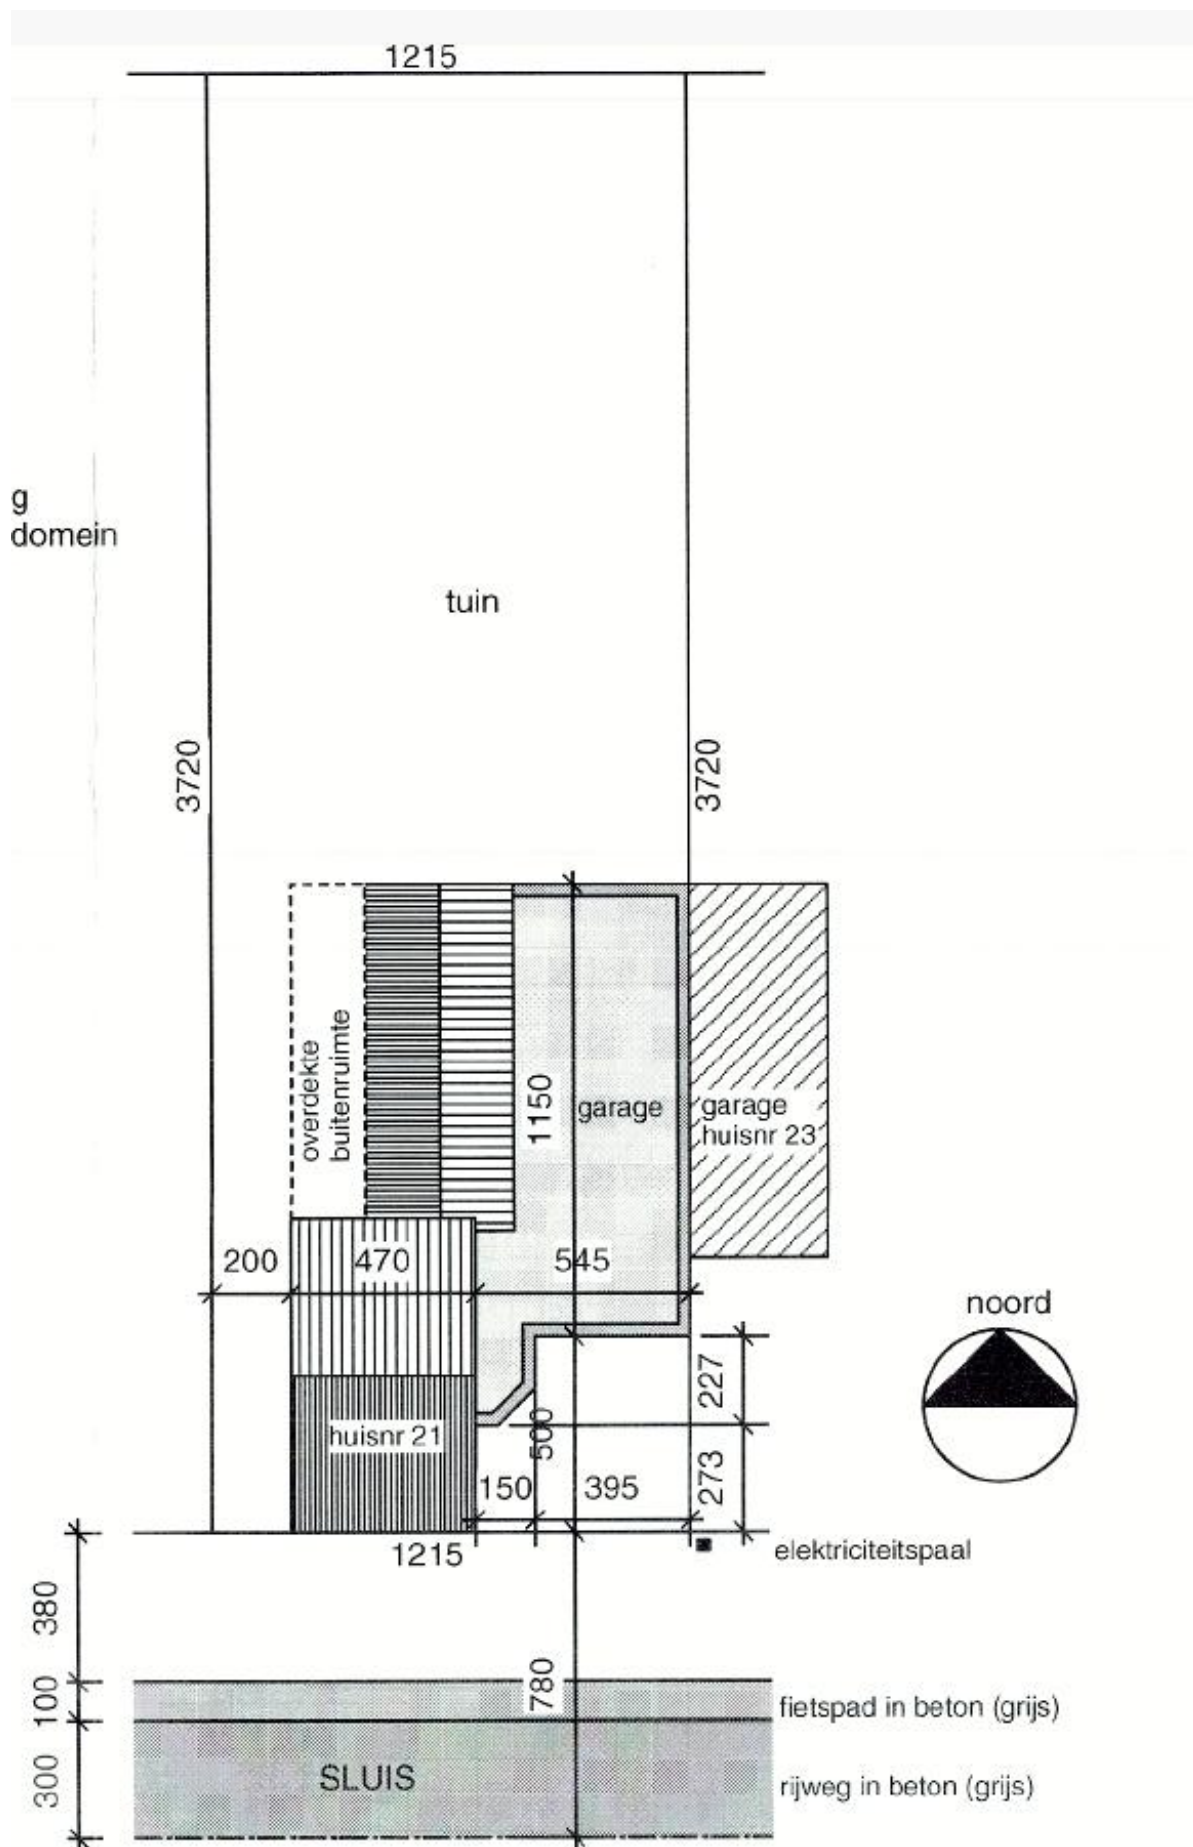 1215
g
domein
tuin
3720
3720
overdekte
buitenruimte
1150
garage
garage
huisnr 23
200
470
545
noord
227
huisnr 21
500
150
395
273
1215
elektriciteitspaal
380
780
100
fietspad in beton (grijs)
300
SLUIS
rijweg in beton (grijs)